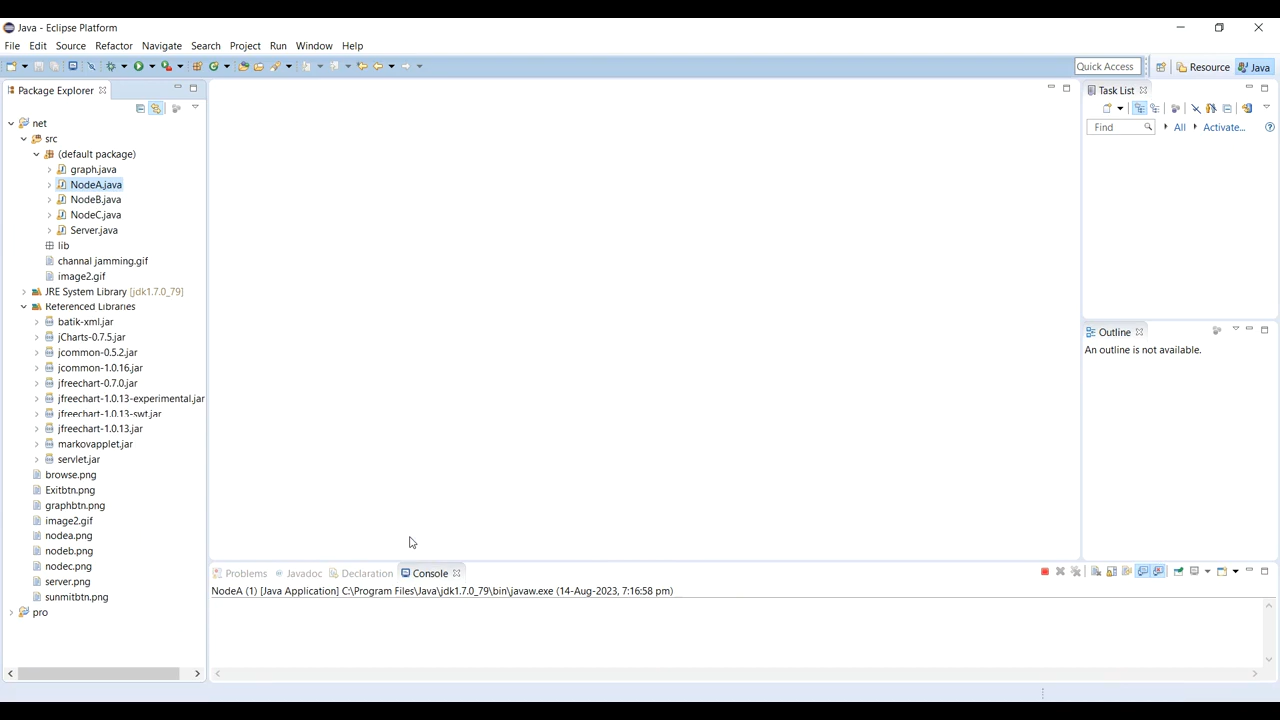 Java - Eclipse Platform
File Edit Source Refactor Navigate Search Project Run Window Help
Quick Access
Resource
Java
Package Explorer
net
src
(default package)
graph.java
NodeA.java
NodeB.java
NodeC.java
Server.java
lib
channal jamming.gif
image2.gif
JRE System Library [jdk1.7.0_79]
Referenced Libraries
batik-xml.jar
jCharts-0.7.5.jar
jcommon-0.5.2.jar
jcommon-1.0.16.jar
jfreechart-0.7.0.jar
jfreechart-1.0.13-experimental.jar
jfreechart-1.0.13-swt.jar
jfreechart-1.0.13.jar
markovapplet.jar
servlet.jar
browse.png
Exitbtn.png
graphbtn.png
image2.gif
nodea.png
nodeb.png
nodec.png
server.png
sunmitbtn.png
pro
Task List
Find
All
Activate...
Outline
An outline is not available.
Problems Javadoc Declaration Console
NodeA (1) [Java Application] C:\Program Files\Java\jdk1.7.0_79\bin\javaw.exe (14-Aug-2023, 7:16:58 pm)